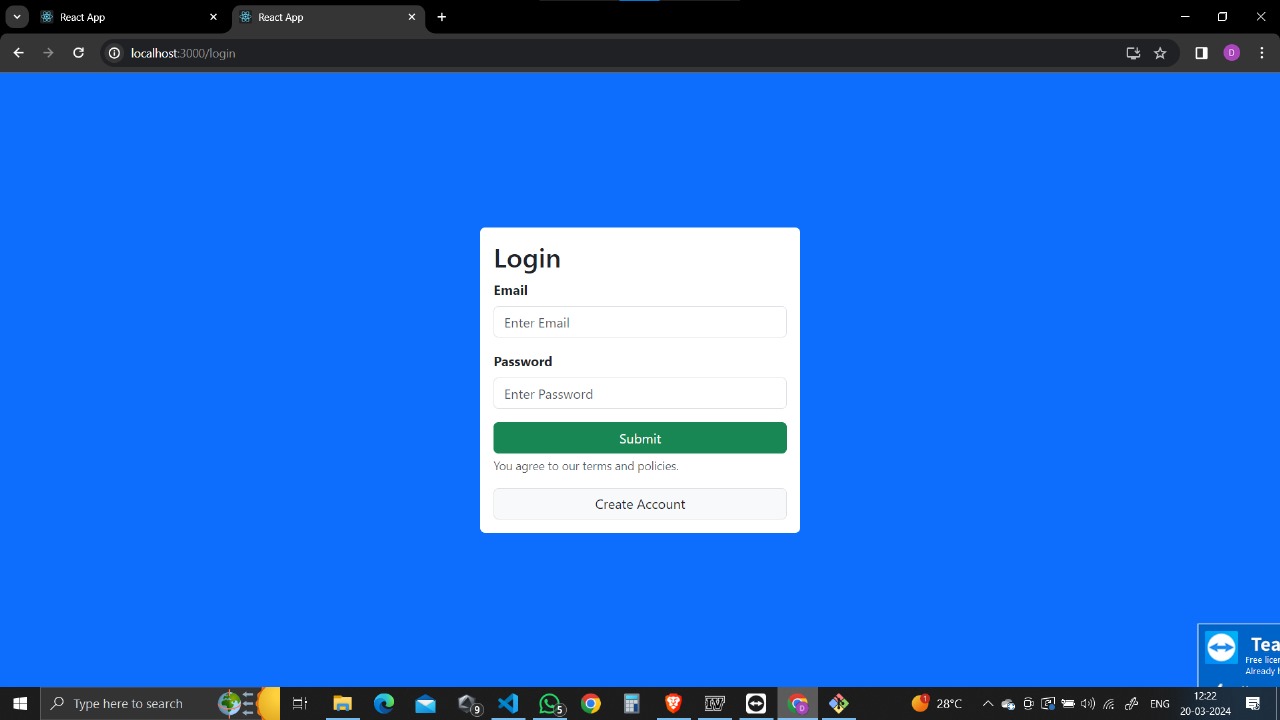 React App
React App
localhost:3000/login
D
Login
Email
Enter Email
Password
Enter Password
Submit
You agree to our terms and policies.
Create Account
Tea
Free licen
Already h
Type here to search
9
5
D
1
28°C
ENG
12:22
20-03-2024